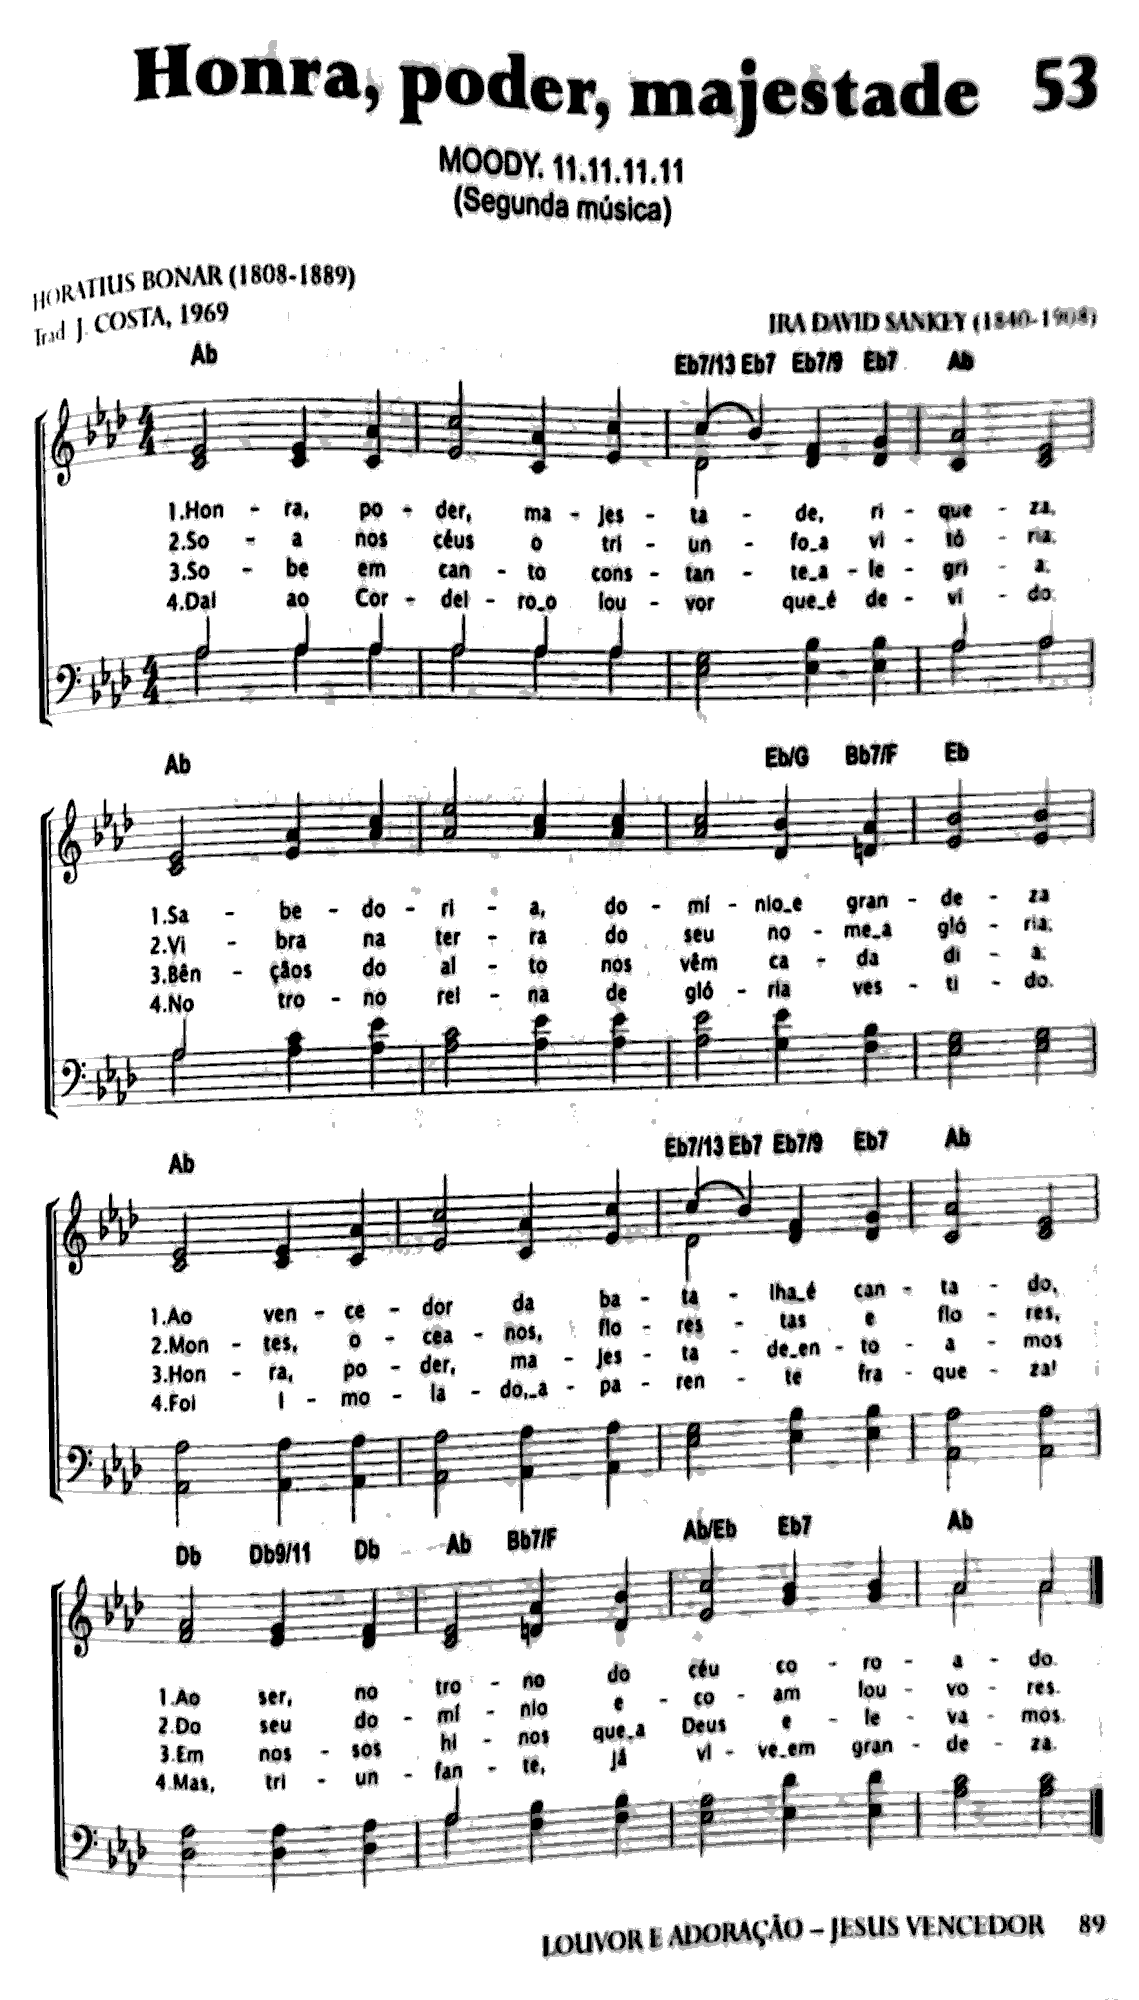 Honra, poder, majestade 53
MOODY. 11.11.11.11
(Segunda música)
HORATIUS BONAR (1808-1889)
Trad J. COSTA, 1969
IRA DAVID SANKEY (1840-1908)
Ab Eb7/13 Eb7 Eb7/9 Eb7 Ab
4/4
1.Hon - ra, po - der, ma - jes - ta - de, ri - que - za,
2.So - a nos céus o tri - un - fo_a vi - tó - ria;
3.So - be em can - to cons - tan - te_a - le - gri - a;
4.Dai ao Cor - dei - ro_o lou - vor que_é de - vi - do;
4/4
Ab Eb/G Bb7/F Eb
1.Sa - be - do - ri - a, do - mí - nio_e gran - de - za
2.Vi - bra na ter - ra do seu no - me_a gló - ria;
3.Bên - çãos do al - to nos vêm ca - da di - a;
4.No tro - no rei - na de gló - ria ves - ti - do.
Ab Eb7/13 Eb7 Eb7/9 Eb7 Ab
1.Ao ven - ce - dor da ba - ta - lha_é can - ta - do,
2.Mon - tes, o - cea - nos, flo - res - tas e flo - res,
3.Hon - ra, po - der, ma - jes - ta - de_en - to - a - mos
4.Foi i - mo - la - do,_a - pa - ren - te fra - que - za!
Db Db9/11 Db Ab Bb7/F Ab/Eb Eb7 Ab
1.Ao ser, no tro - no do céu co - ro - a - do.
2.Do seu do - mí - nio e - co - am lou - vo - res.
3.Em nos - sos hi - nos que_a Deus e - le - va - mos.
4.Mas, tri - un - fan - te, já vi - ve_em gran - de - za.
LOUVOR E ADORAÇÃO – JESUS VENCEDOR 89